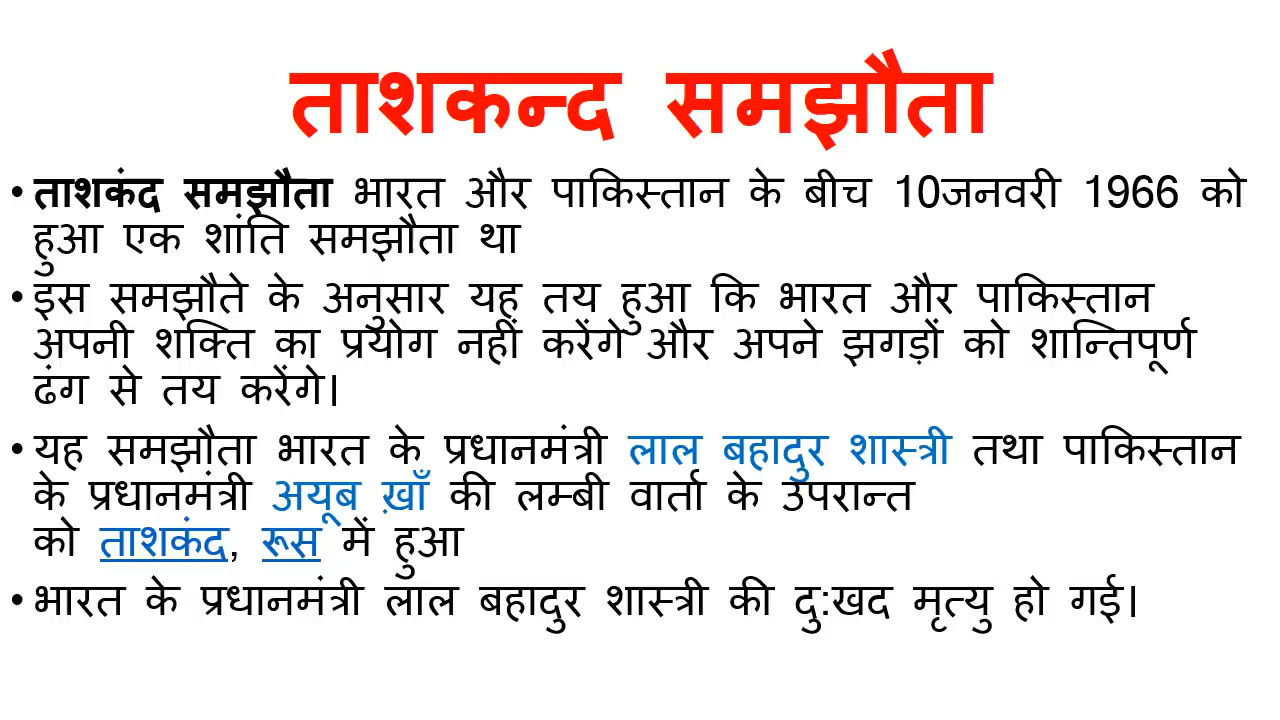 ताशकन्द समझौता
• ताशकंद समझौता भारत और पाकिस्तान के बीच 10जनवरी 1966 को
हुआ एक शांति समझौता था
• इस समझौते के अनुसार यह तय हुआ कि भारत और पाकिस्तान
अपनी शक्ति का प्रयोग नहीं करेंगे और अपने झगड़ों को शान्तिपूर्ण
ढंग से तय करेंगे।
• यह समझौता भारत के प्रधानमंत्री लाल बहादुर शास्त्री तथा पाकिस्तान
के प्रधानमंत्री अयूब ख़ाँ की लम्बी वार्ता के उपरान्त
को ताशकंद, रूस में हुआ
• भारत के प्रधानमंत्री लाल बहादुर शास्त्री की दु:खद मृत्यु हो गई।